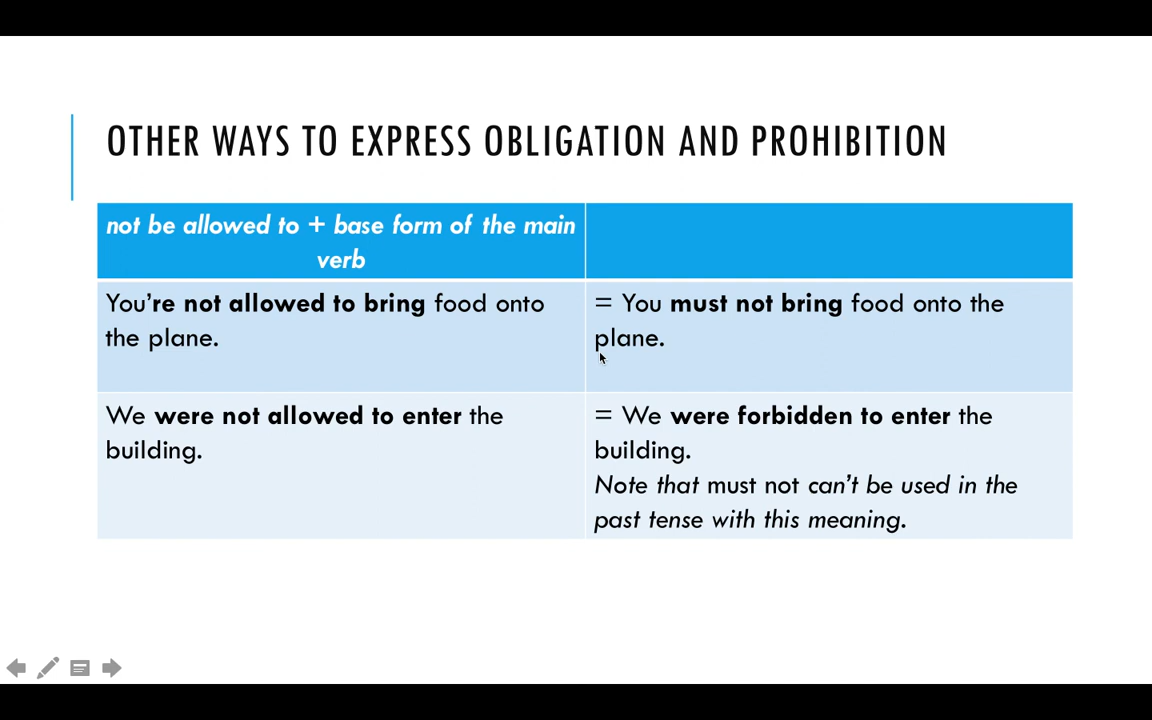 OTHER WAYS TO EXPRESS OBLIGATION AND PROHIBITION
not be allowed to + base form of the main
verb
You're not allowed to bring food onto
the plane.
= You must not bring food onto the
plane.
We were not allowed to enter the
building.
= We were forbidden to enter the
building.
Note that must not can't be used in the
past tense with this meaning.